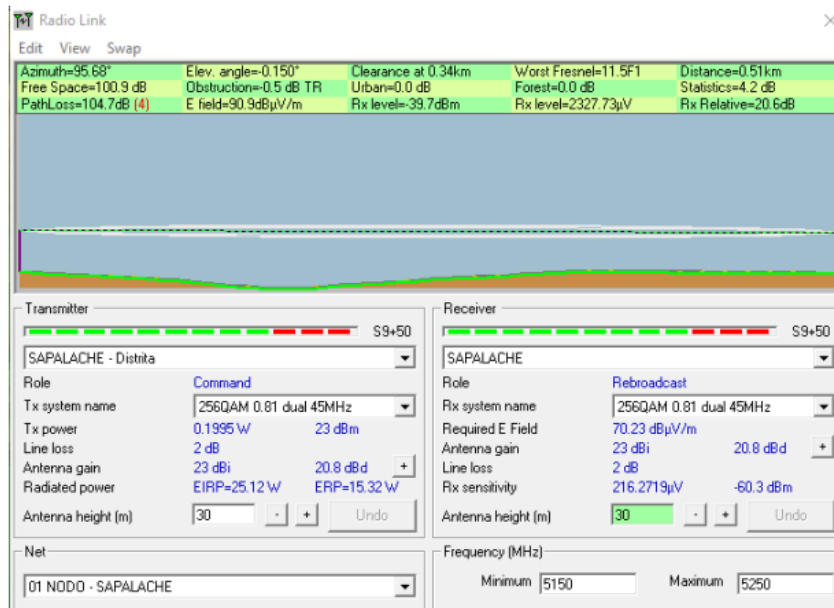 Radio Link
Edit View Swap
Azimuth=95.68° Elev. angle=-0.150° Clearance at 0.34km Worst Fresnel=11.5F1 Distance=0.51km
Free Space=100.9 dB Obstruction=-0.5 dB TR Urban=0.0 dB Forest=0.0 dB Statistics=4.2 dB
PathLoss=104.7dB (4) E field=90.9dBµV/m Rx level=-39.7dBm Rx level=2327.73µV Rx Relative=20.6dB
Transmitter
S9+50
SAPALACHE - Distrita
Role Command
Tx system name 256QAM 0.81 dual 45MHz
Tx power 0.1995 W 23 dBm
Line loss 2 dB
Antenna gain 23 dBi 20.8 dBd +
Radiated power EIRP=25.12 W ERP=15.32 W
Antenna height (m) 30 - + Undo
Receiver
S9+50
SAPALACHE
Role Rebroadcast
Rx system name 256QAM 0.81 dual 45MHz
Required E Field 70.23 dBµV/m
Antenna gain 23 dBi 20.8 dBd +
Line loss 2 dB
Rx sensitivity 216.2719µV -60.3 dBm
Antenna height (m) 30 - + Undo
Net
01 NODO - SAPALACHE
Frequency (MHz)
Minimum 5150 Maximum 5250